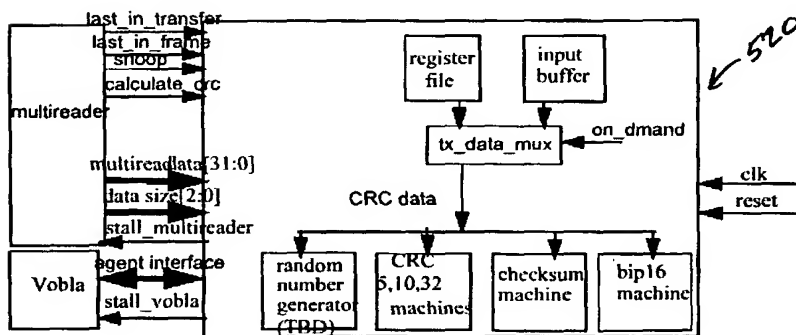 last_in_transfer
last_in_frame
snoop
calculate_crc
multireader
multireaddata[31:0]
data size[2:0]
stall_multireader
agent interface
Vobla
stall_vobla
register
file
input
buffer
tx_data_mux
on_dmand
CRC data
random
number
generator
(TBD)
CRC
5,10,32
machines
checksum
machine
bip16
machine
520
clk
reset